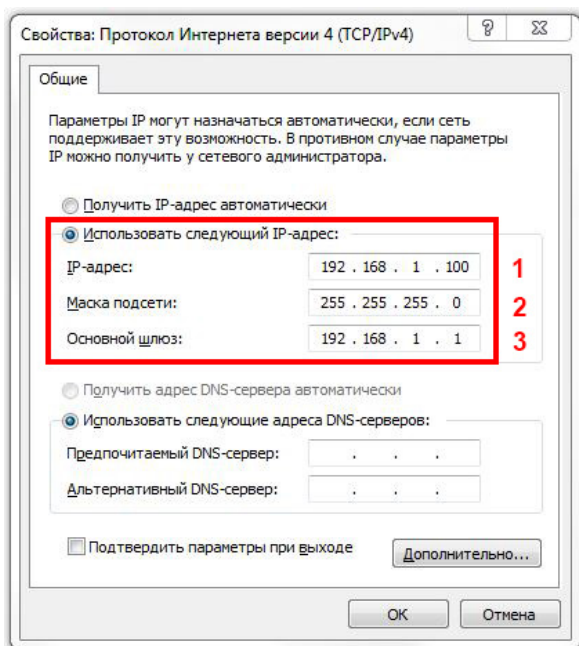 Свойства: Протокол Интернета версии 4 (TCP/IPv4)
Общие
Параметры IP могут назначаться автоматически, если сеть
поддерживает эту возможность. В противном случае параметры
IP можно получить у сетевого администратора.
Получить IP-адрес автоматически
Использовать следующий IP-адрес:
IP-адрес: 192 . 168 . 1 . 100 1
Маска подсети: 255 . 255 . 255 . 0 2
Основной шлюз: 192 . 168 . 1 . 1 3
Получить адрес DNS-сервера автоматически
Использовать следующие адреса DNS-серверов:
Предпочитаемый DNS-сервер: . . .
Альтернативный DNS-сервер: . . .
Подтвердить параметры при выходе Дополнительно...
ОК Отмена